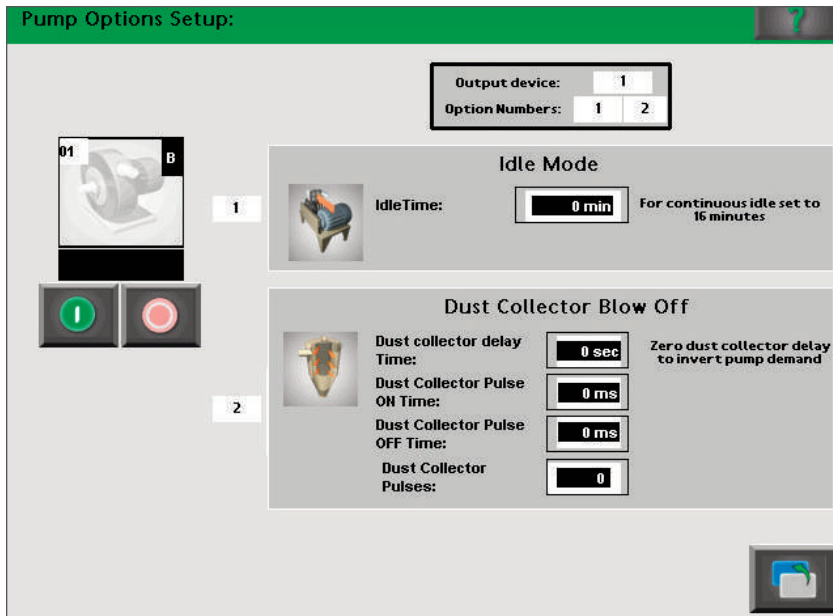 Pump Options Setup:
?
Output device: 1
Option Numbers: 1 2
01
B
Idle Mode
1
IdleTime:
0 min
For continuous idle set to
16 minutes
Dust Collector Blow Off
Dust collector delay
Time:
0 sec
Zero dust collector delay
to invert pump demand
2
Dust Collector Pulse
ON Time:
0 ms
Dust Collector Pulse
OFF Time:
0 ms
Dust Collector
Pulses:
0